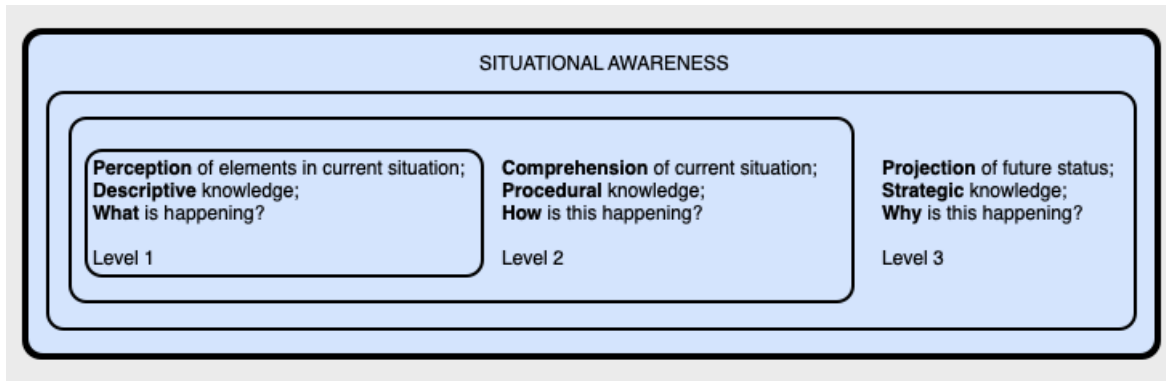 SITUATIONAL AWARENESS
Perception of elements in current situation;
Descriptive knowledge;
What is happening?
Level 1
Comprehension of current situation;
Procedural knowledge;
How is this happening?
Level 2
Projection of future status;
Strategic knowledge;
Why is this happening?
Level 3